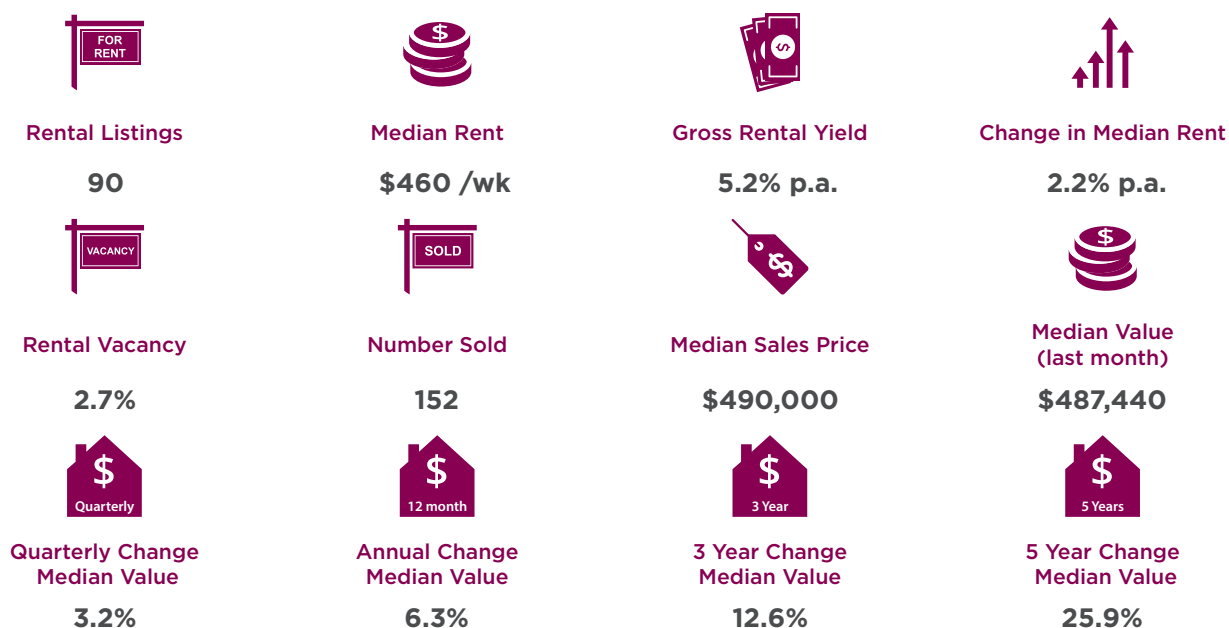 FOR
RENT
$
$
Rental Listings
Median Rent
Gross Rental Yield
Change in Median Rent
90
$460 /wk
5.2% p.a.
2.2% p.a.
VACANCY
SOLD
$
$
Rental Vacancy
Number Sold
Median Sales Price
Median Value
(last month)
2.7%
152
$490,000
$487,440
$
Quarterly
$
12 month
$
3 Year
$
5 Years
Quarterly Change
Median Value
Annual Change
Median Value
3 Year Change
Median Value
5 Year Change
Median Value
3.2%
6.3%
12.6%
25.9%